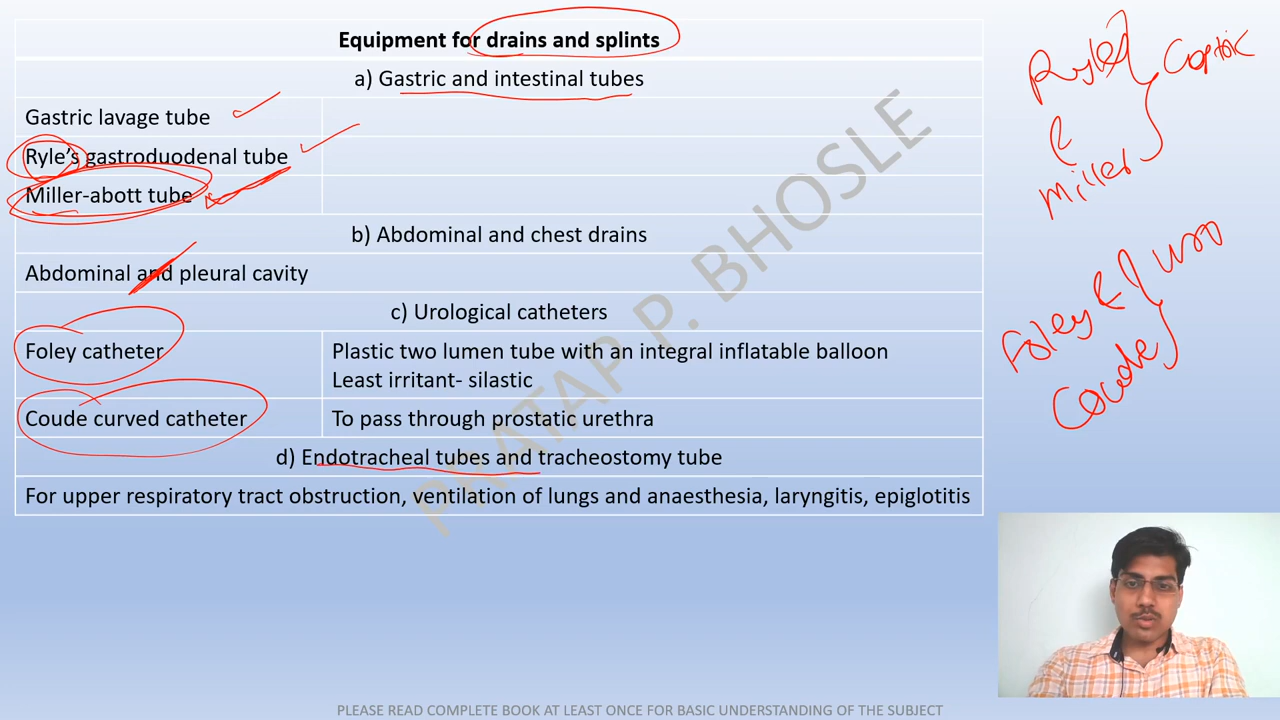 Equipment for drains and splints
a) Gastric and intestinal tubes
Gastric lavage tube
Ryle's gastroduodenal tube
Miller-abott tube
b) Abdominal and chest drains
Abdominal and pleural cavity
c) Urological catheters
Foley catheter
Plastic two lumen tube with an integral inflatable balloon
Least irritant- silastic
Coude curved catheter
To pass through prostatic urethra
d) Endotracheal tubes and tracheostomy tube
For upper respiratory tract obstruction, ventilation of lungs and anaesthesia, laryngitis, epiglotitis
PRATAP P. BHOSLE
Miller
Foley &
uro
Coude
PLEASE READ COMPLETE BOOK AT LEAST ONCE FOR BASIC UNDERSTANDING OF THE SUBJECT